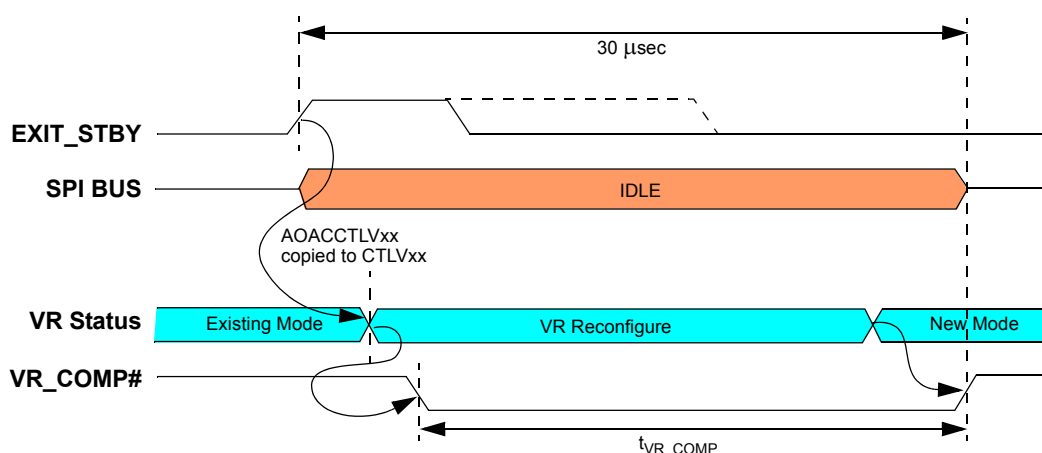 30 μsec
EXIT_STBY
SPI BUS
IDLE
AOACCTLVxx
copied to CTLVxx
VR Status
Existing Mode
VR Reconfigure
New Mode
VR_COMP#
tVR_COMP